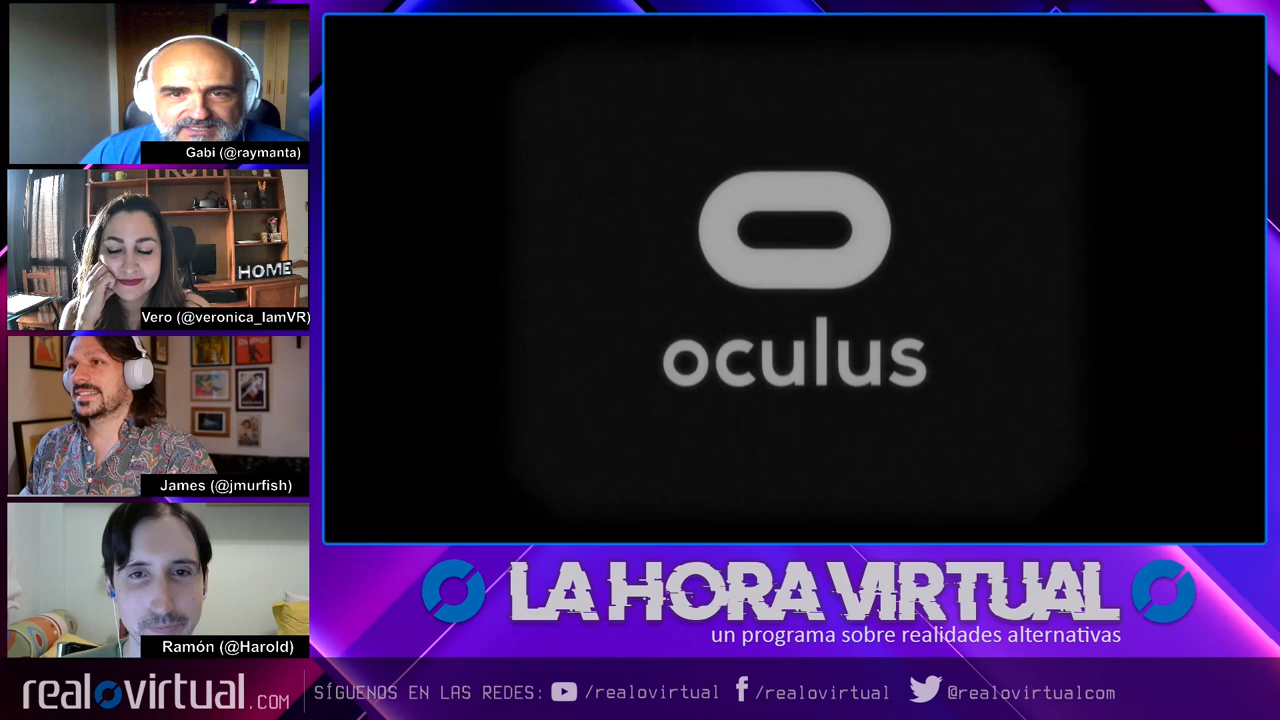 Gabi (@raymanta)
TRUTH
HOME
Vero (@veronica_IamVR)
James (@jmurfish)
Ramón (@Harold)
oculus
LA HORA VIRTUAL
un programa sobre realidades alternativas
realovirtual.COM
SÍGUENOS EN LAS REDES: /realovirtual /realovirtual @realovirtualcom